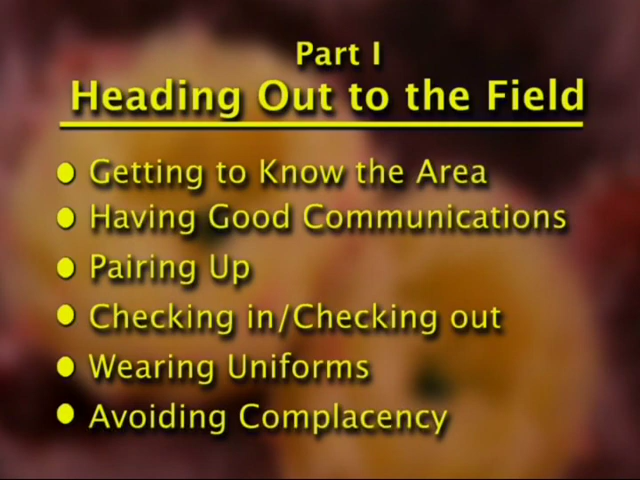 Part I
Heading Out to the Field
Getting to Know the Area
Having Good Communications
Pairing Up
Checking in/Checking out
Wearing Uniforms
Avoiding Complacency